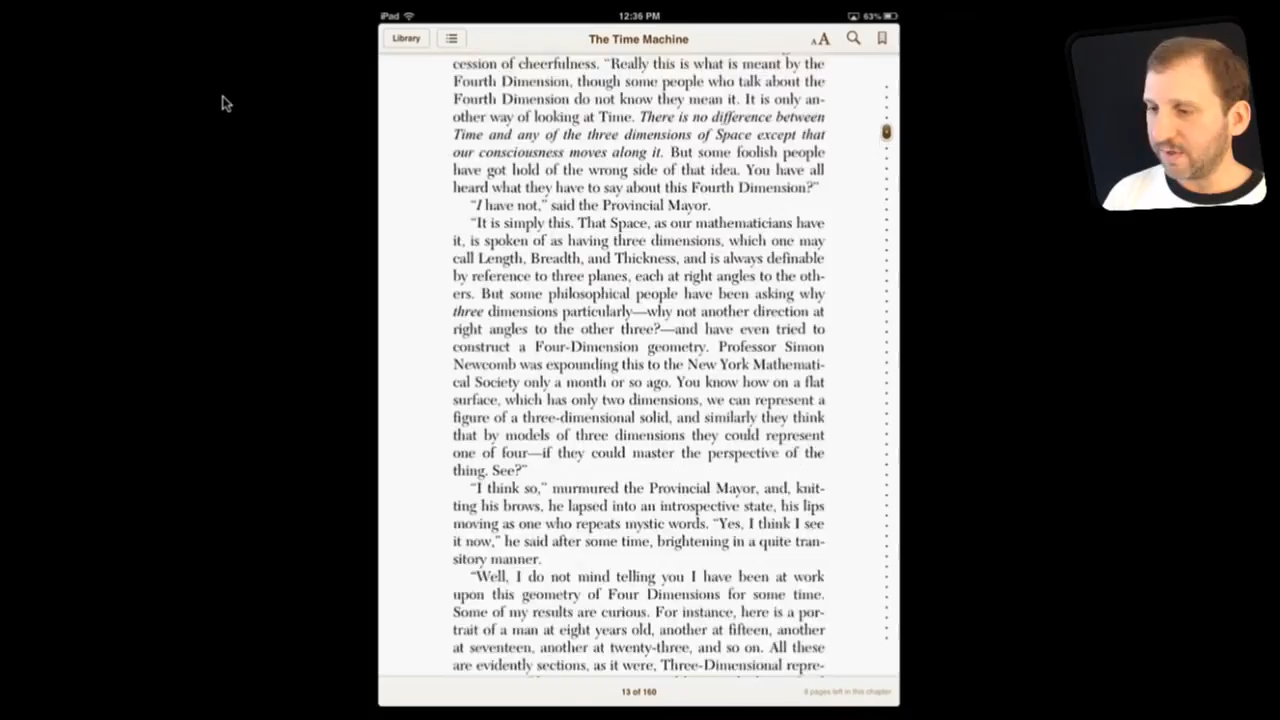 iPad
12:36 PM
63%
Library
The Time Machine
AA
cession of cheerfulness. “Really this is what is meant by the
Fourth Dimension, though some people who talk about the
Fourth Dimension do not know they mean it. It is only an-
other way of looking at Time. There is no difference between
Time and any of the three dimensions of Space except that
our consciousness moves along it. But some foolish people
have got hold of the wrong side of that idea. You have all
heard what they have to say about this Fourth Dimension?”
“I have not,” said the Provincial Mayor.
“It is simply this. That Space, as our mathematicians have
it, is spoken of as having three dimensions, which one may
call Length, Breadth, and Thickness, and is always definable
by reference to three planes, each at right angles to the oth-
ers. But some philosophical people have been asking why
three dimensions particularly—why not another direction at
right angles to the other three?—and have even tried to
construct a Four-Dimension geometry. Professor Simon
Newcomb was expounding this to the New York Mathemati-
cal Society only a month or so ago. You know how on a flat
surface, which has only two dimensions, we can represent a
figure of a three-dimensional solid, and similarly they think
that by models of three dimensions they could represent
one of four—if they could master the perspective of the
thing. See?”
“I think so,” murmured the Provincial Mayor, and, knit-
ting his brows, he lapsed into an introspective state, his lips
moving as one who repeats mystic words. “Yes, I think I see
it now,” he said after some time, brightening in a quite tran-
sitory manner.
“Well, I do not mind telling you I have been at work
upon this geometry of Four Dimensions for some time.
Some of my results are curious. For instance, here is a por-
trait of a man at eight years old, another at fifteen, another
at seventeen, another at twenty-three, and so on. All these
are evidently sections, as it were, Three-Dimensional repre-
13 of 160
8 pages left in this chapter